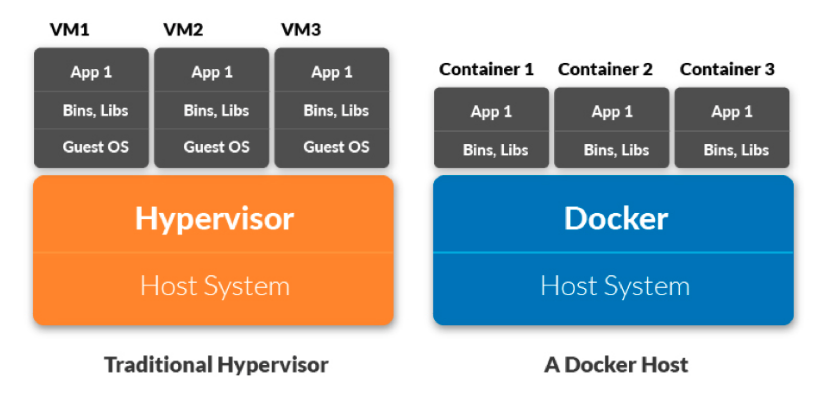 VM1 VM2 VM3
App 1 App 1 App 1
Bins, Libs Bins, Libs Bins, Libs
Guest OS Guest OS Guest OS
Hypervisor
Host System
Traditional Hypervisor
Container 1 Container 2 Container 3
App 1 App 1 App 1
Bins, Libs Bins, Libs Bins, Libs
Docker
Host System
A Docker Host